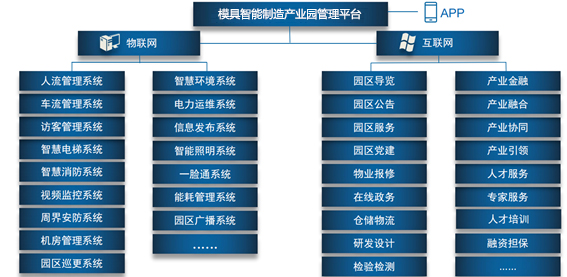 模具智能制造产业园管理平台
APP
物联网
互联网
人流管理系统
车流管理系统
访客管理系统
智慧电梯系统
智慧消防系统
视频监控系统
周界安防系统
机房管理系统
园区巡更系统
智慧环境系统
电力运维系统
信息发布系统
智能照明系统
一脸通系统
能耗管理系统
园区广播系统
......
园区导览
园区公告
园区服务
园区党建
物业报修
在线政务
仓储物流
研发设计
检验检测
产业金融
产业融合
产业协同
产业引领
人才服务
专家服务
人才培训
融资担保
......